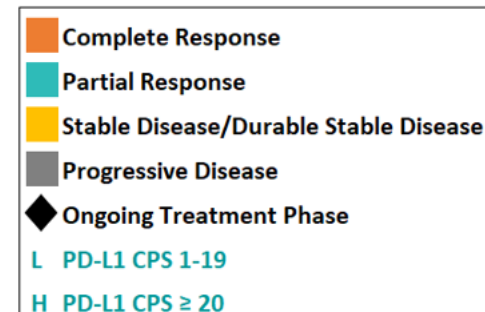 Complete Response
Partial Response
Stable Disease/Durable Stable Disease
Progressive Disease
Ongoing Treatment Phase
L PD-L1 CPS 1-19
H PD-L1 CPS ≥ 20